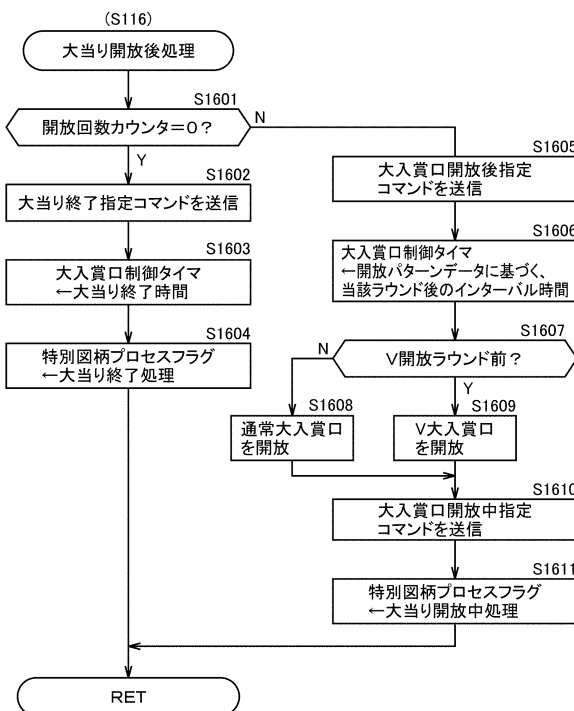 (S116)
大当り開放後処理
S1601
開放回数カウンタ=0?
N
Y
S1602
大当り終了指定コマンドを送信
S1603
大入賞口制御タイマ
←大当り終了時間
S1604
特別図柄プロセスフラグ
←大当り終了処理
S1605
大入賞口開放後指定
コマンドを送信
S1606
大入賞口制御タイマ
←開放パターンデータに基づく、
当該ラウンド後のインターバル時間
S1607
V開放ラウンド前?
N
Y
S1608
通常大入賞口
を開放
S1609
V大入賞口
を開放
S1610
大入賞口開放中指定
コマンドを送信
S1611
特別図柄プロセスフラグ
←大当り開放中処理
RET